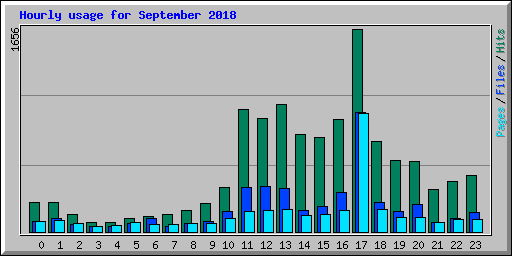 Hourly usage for September 2018
1656
Pages/Files/Hits
0 1 2 3 4 5 6 7 8 9 10 11 12 13 14 15 16 17 18 19 20 21 22 23